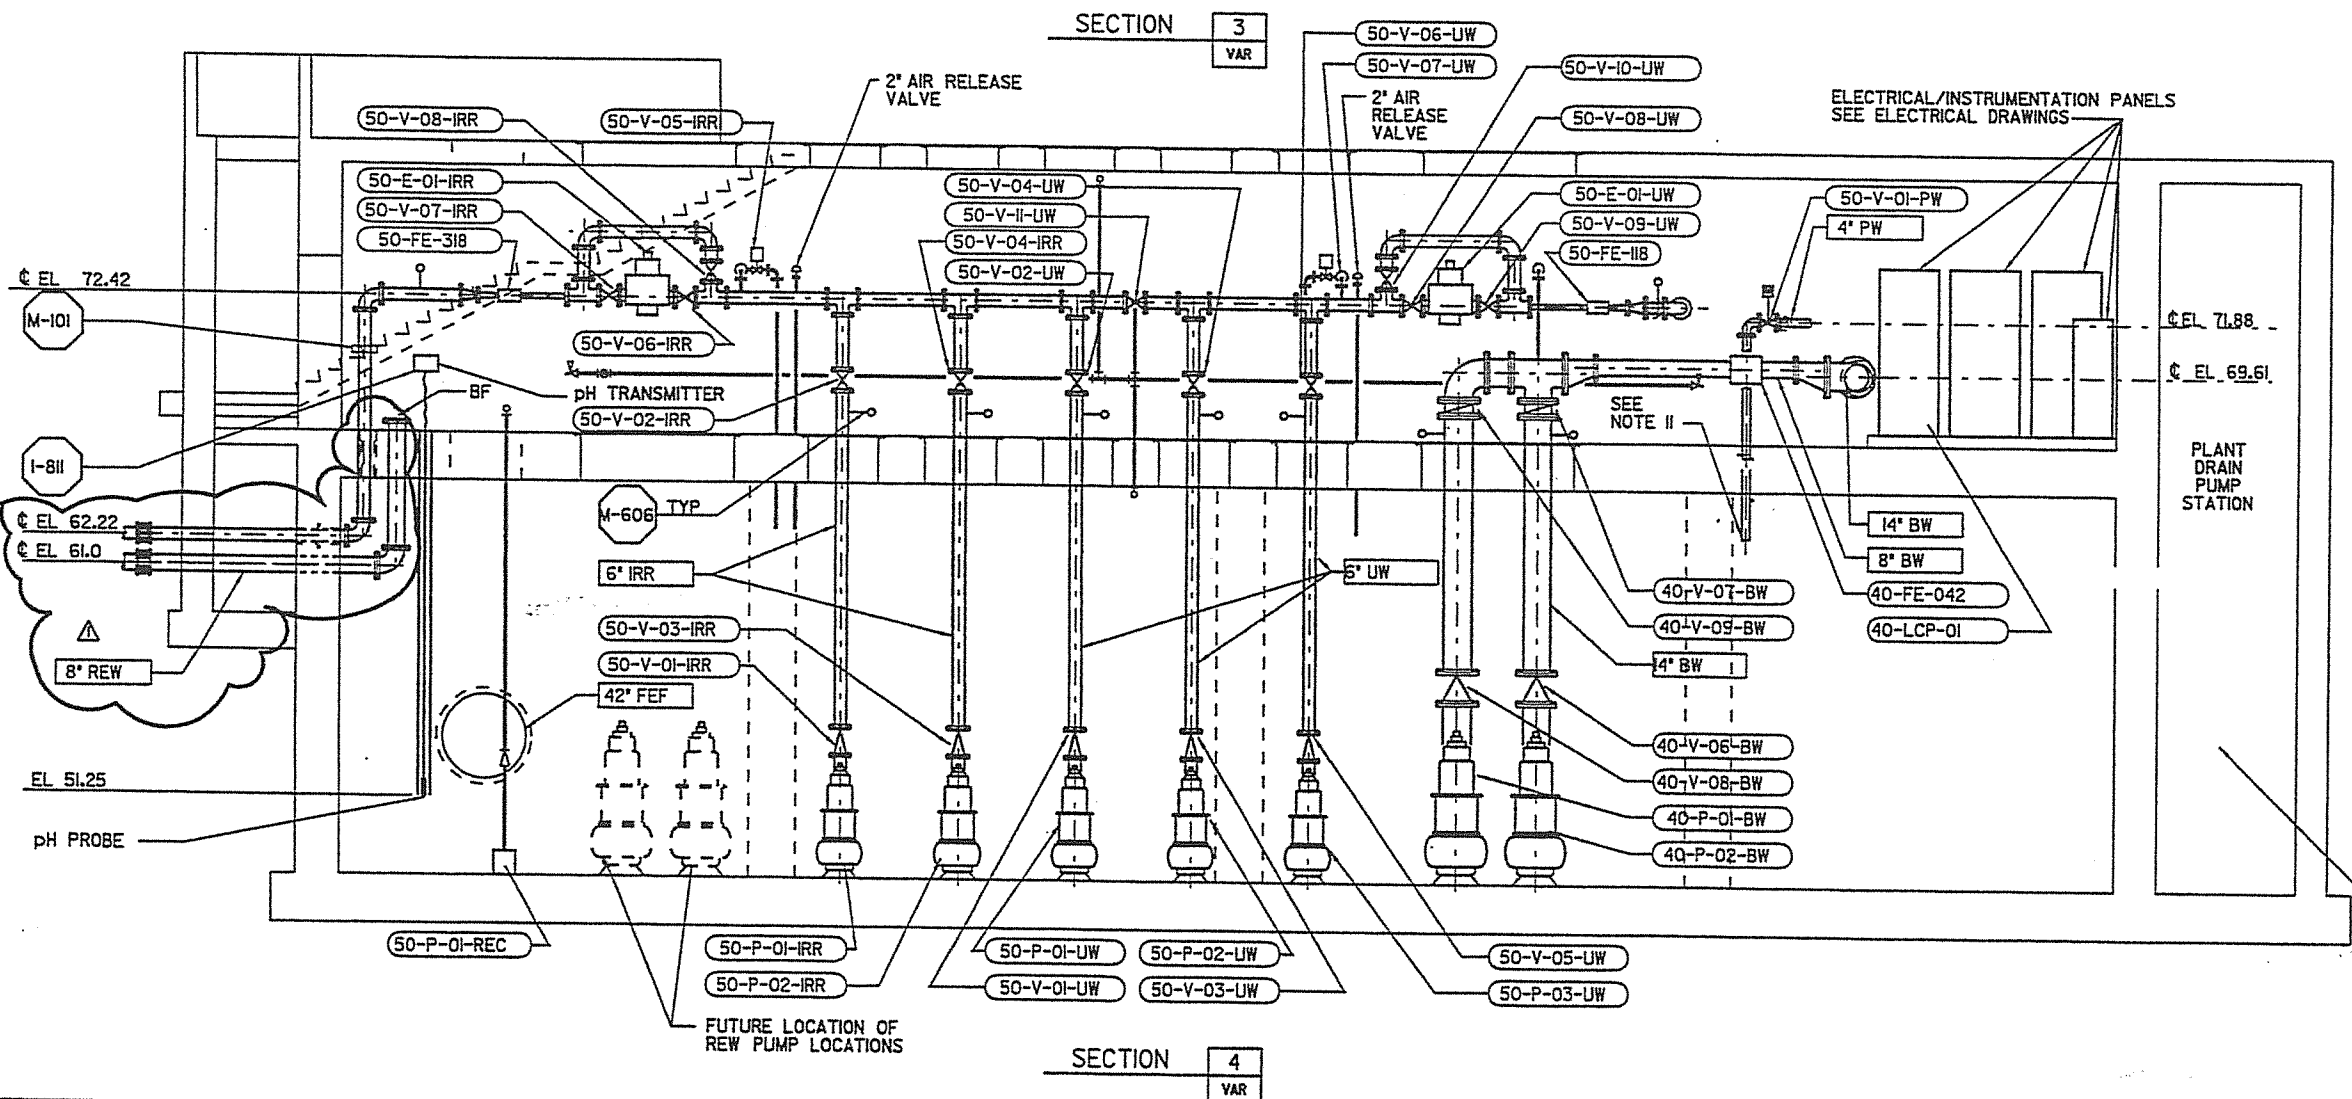 SECTION 3
VAR
50-V-06-UW
50-V-07-UW
50-V-10-UW
2" AIR RELEASE
VALVE
2" AIR
RELEASE
VALVE
ELECTRICAL/INSTRUMENTATION PANELS
SEE ELECTRICAL DRAWINGS
50-V-08-IRR
50-V-05-IRR
50-V-08-UW
50-E-01-IRR
50-V-07-IRR
50-FE-318
50-V-04-UW
50-V-11-UW
50-V-04-IRR
50-V-02-UW
50-E-01-UW
50-V-09-UW
50-FE-118
50-V-01-PW
4" PW
℄ EL 72.42
M-101
50-V-06-IRR
℄ EL 71.88
℄ EL 69.61
pH TRANSMITTER
BF
50-V-02-IRR
SEE
NOTE 11
I-811
PLANT
DRAIN
PUMP
STATION
M-606 TYP
℄ EL 62.22
℄ EL 61.0
14" BW
8" BW
40-FE-042
40-LCP-01
6" IRR
6" UW
40-V-07-BW
40-V-09-BW
14" BW
50-V-03-IRR
50-V-01-IRR
42" FEF
1
8" REW
40-V-06-BW
40-V-08-BW
40-P-01-BW
40-P-02-BW
EL 51.25
pH PROBE
50-P-01-REC
50-P-01-IRR
50-P-02-IRR
50-P-01-UW
50-V-01-UW
50-P-02-UW
50-V-03-UW
50-V-05-UW
50-P-03-UW
FUTURE LOCATION OF
REW PUMP LOCATIONS
SECTION 4
VAR